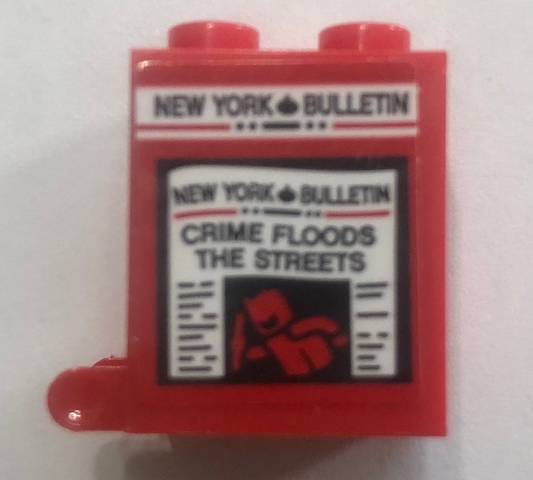 NEW YORK BULLETIN
NEW YORK BULLETIN
CRIME FLOODS
THE STREETS